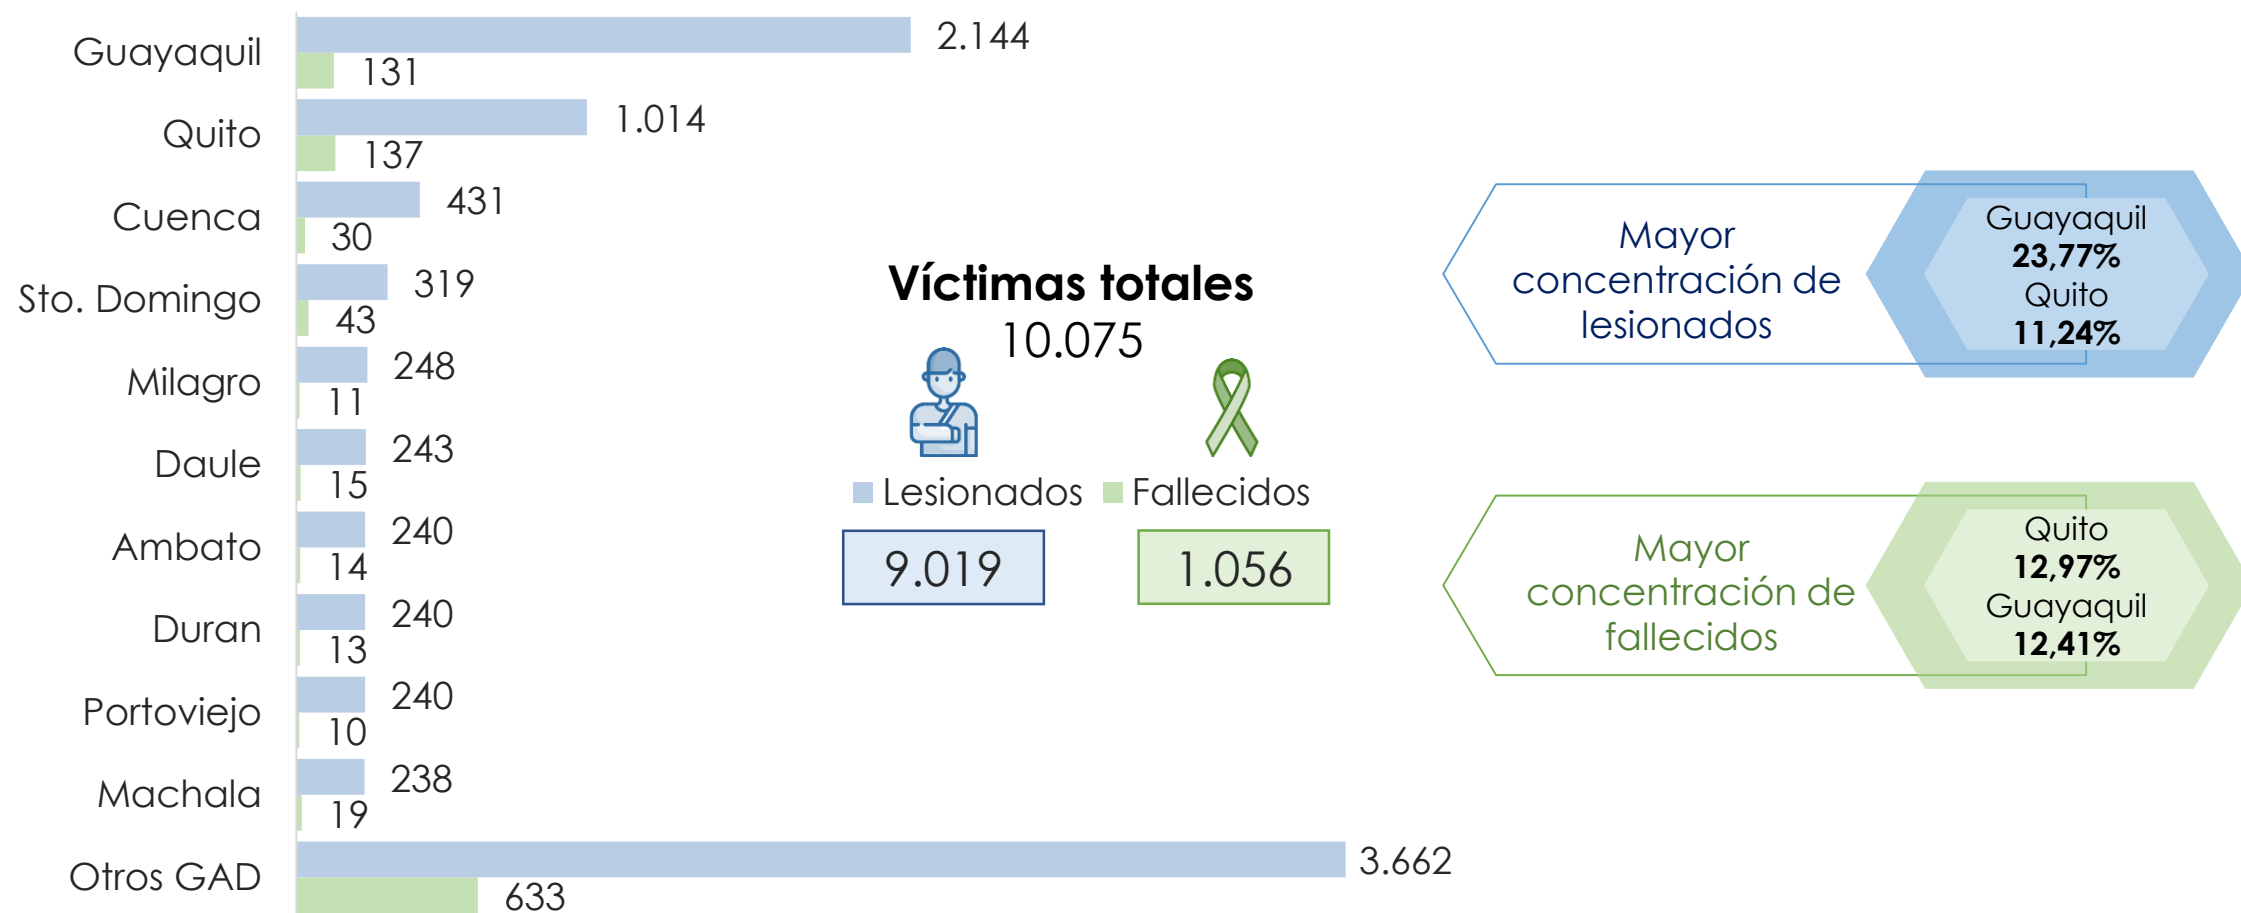 Guayaquil
2.144
131
Quito
1.014
137
Cuenca
431
30
Sto. Domingo
319
43
Milagro
248
11
Daule
243
15
Ambato
240
14
Duran
240
13
Portoviejo
240
10
Machala
238
19
Otros GAD
3.662
633
Víctimas totales
10.075
Lesionados
Fallecidos
9.019
1.056
Mayor
concentración de
lesionados
Guayaquil
23,77%
Quito
11,24%
Mayor
concentración de
fallecidos
Quito
12,97%
Guayaquil
12,41%